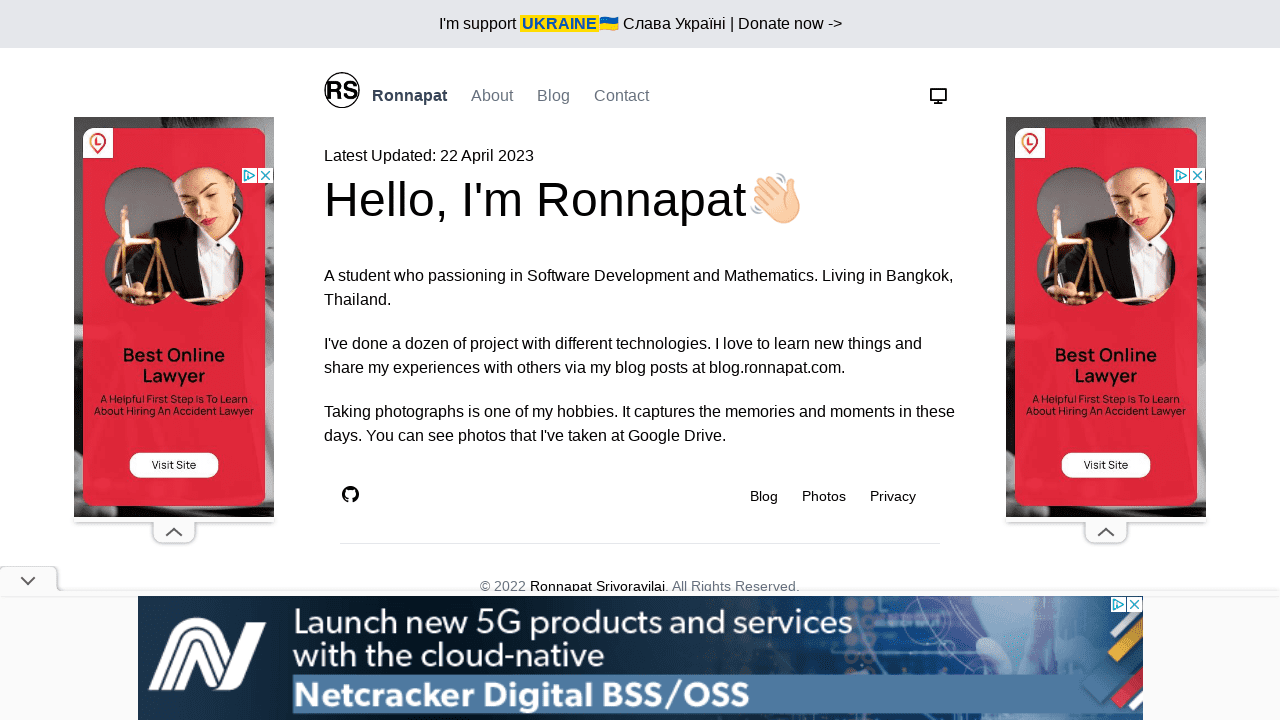 I'm support UKRAINE🇺🇦 Слава Україні | Donate now ->
RS
Ronnapat
About
Blog
Contact
Latest Updated: 22 April 2023
Hello, I'm Ronnapat👋🏻
A student who passioning in Software Development and Mathematics. Living in Bangkok,
Thailand.
I've done a dozen of project with different technologies. I love to learn new things and
share my experiences with others via my blog posts at blog.ronnapat.com.
Taking photographs is one of my hobbies. It captures the memories and moments in these
days. You can see photos that I've taken at Google Drive.
Blog
Photos
Privacy
© 2022 Ronnapat Srivoravilai. All Rights Reserved.
Best Online
Lawyer
A Helpful First Step Is To Learn
About Hiring An Accident Lawyer
Visit Site
Best Online
Lawyer
A Helpful First Step Is To Learn
About Hiring An Accident Lawyer
Visit Site
Launch new 5G products and services
with the cloud-native
Netcracker Digital BSS/OSS